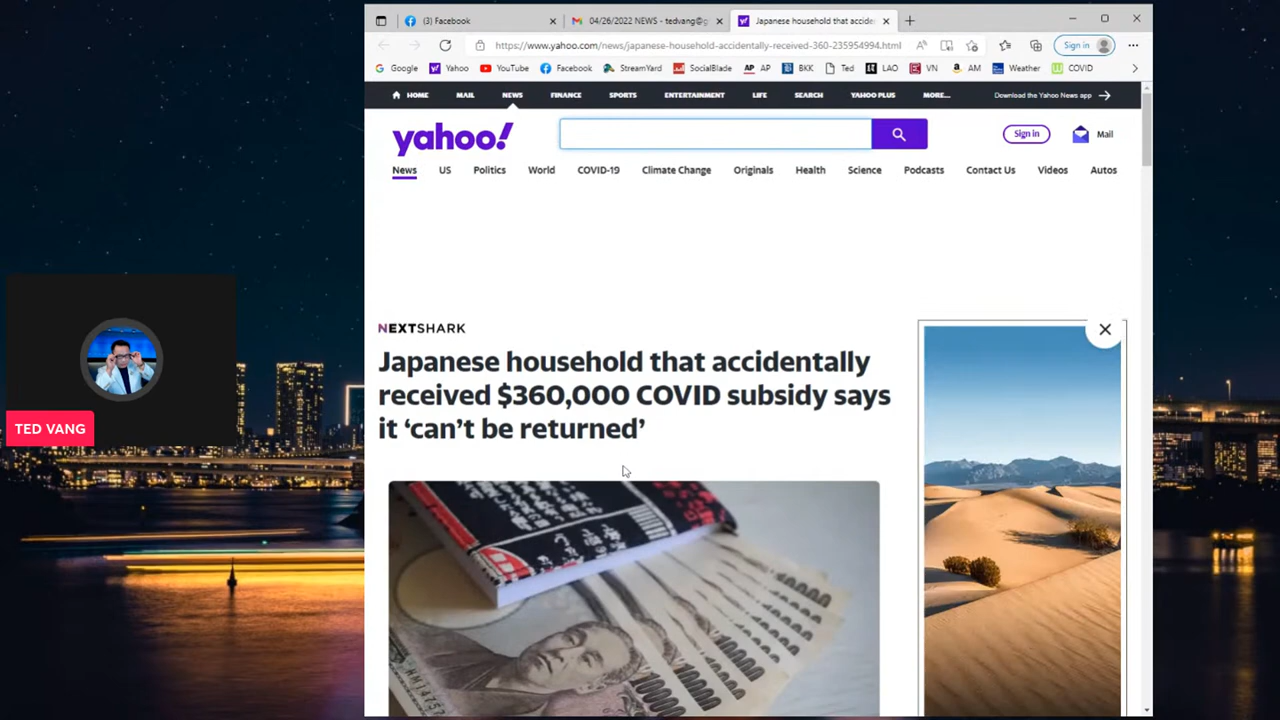 (3) Facebook
04/26/2022 NEWS - tedvang@g
Japanese household that accide
https://www.yahoo.com/news/japanese-household-accidentally-received-360-235954994.html
Sign in
Google Yahoo YouTube Facebook StreamYard SocialBlade AP AP BKK Ted LAO VN AM Weather COVID
HOME MAIL NEWS FINANCE SPORTS ENTERTAINMENT LIFE SEARCH YAHOO PLUS MORE... Download the Yahoo News app
yahoo!
Sign in
Mail
News US Politics World COVID-19 Climate Change Originals Health Science Podcasts Contact Us Videos Autos
NEXTSHARK
Japanese household that accidentally
received $360,000 COVID subsidy says
it ‘can’t be returned’
TED VANG